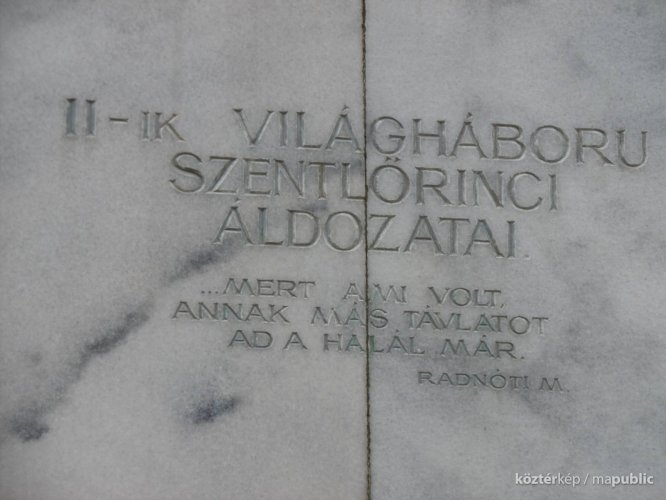 II-IK VILÁGHÁBORU
SZENTLŐRINCI
ÁLDOZATAI.
...MERT AMI VOLT,
ANNAK MÁS TÁVLATOT
AD A HALÁL MÁR.
RADNÓTI M.
köztérkép / mapublic